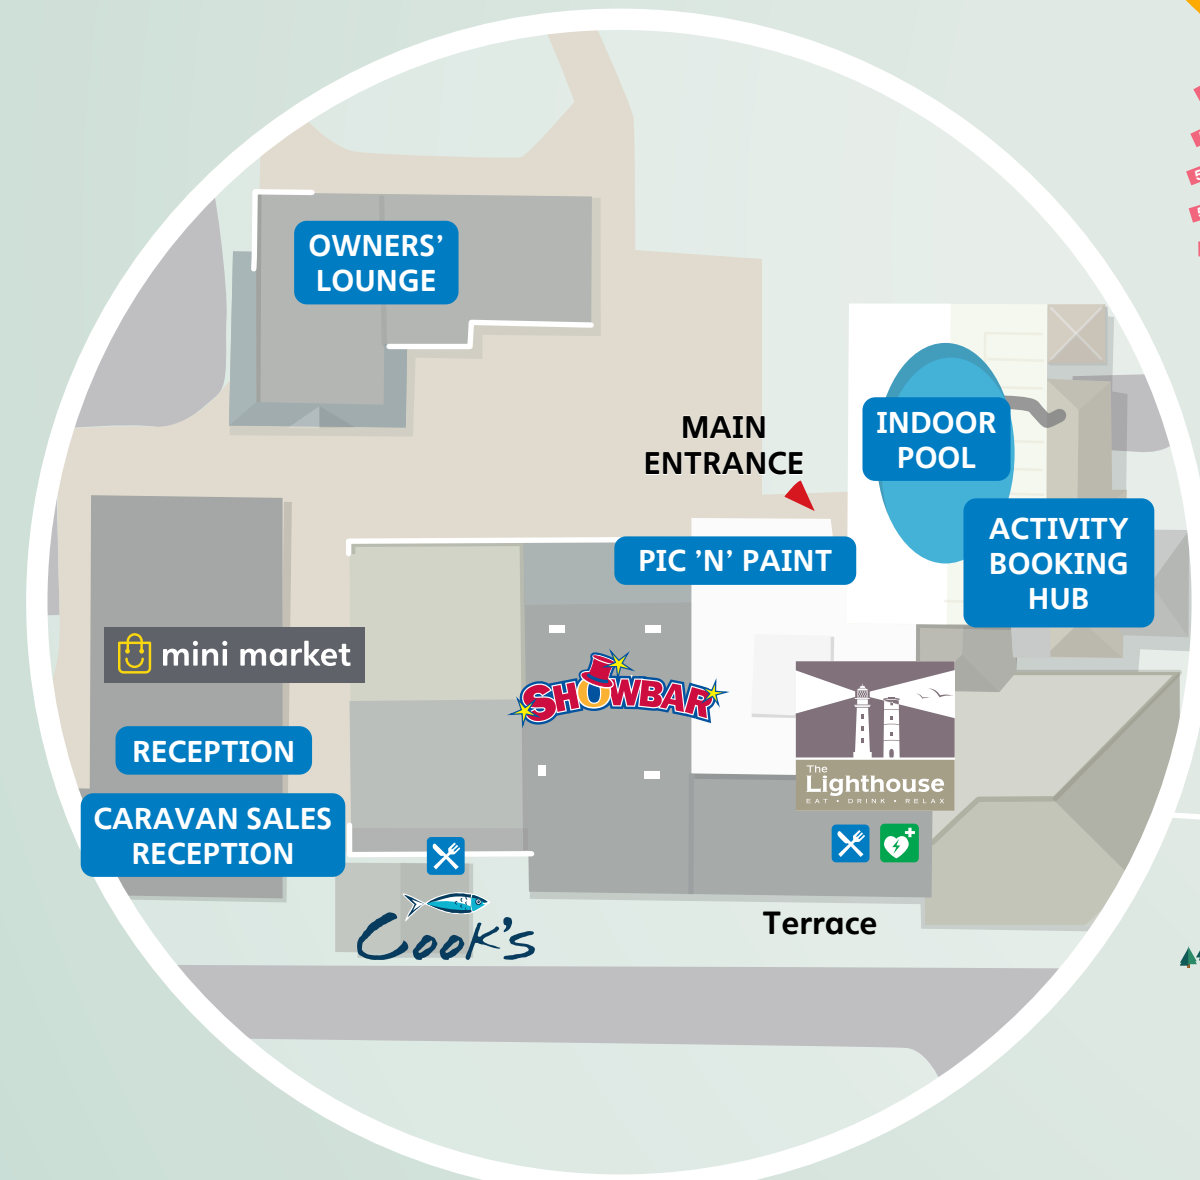 OWNERS’
LOUNGE
MAIN
ENTRANCE
INDOOR
POOL
ACTIVITY
BOOKING
HUB
PIC ’N’ PAINT
mini market
SHOWBAR
RECEPTION
CARAVAN SALES
RECEPTION
The
Lighthouse
EAT • DRINK • RELAX
Cook’s
Terrace